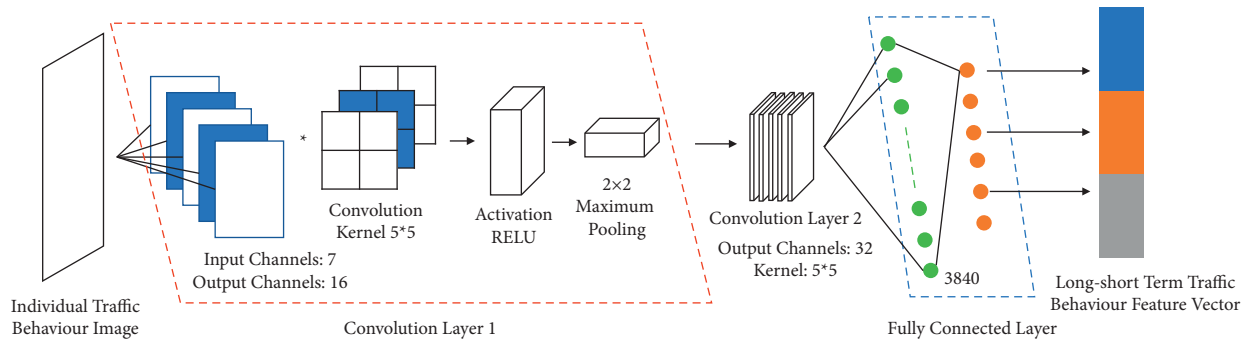 Individual Traffic
Behaviour Image
Input Channels: 7
Output Channels: 16
*
Convolution
Kernel 5*5
Activation
RELU
2×2
Maximum
Pooling
Convolution Layer 1
Convolution Layer 2
Output Channels: 32
Kernel: 5*5
3840
Fully Connected Layer
Long-short Term Traffic
Behaviour Feature Vector